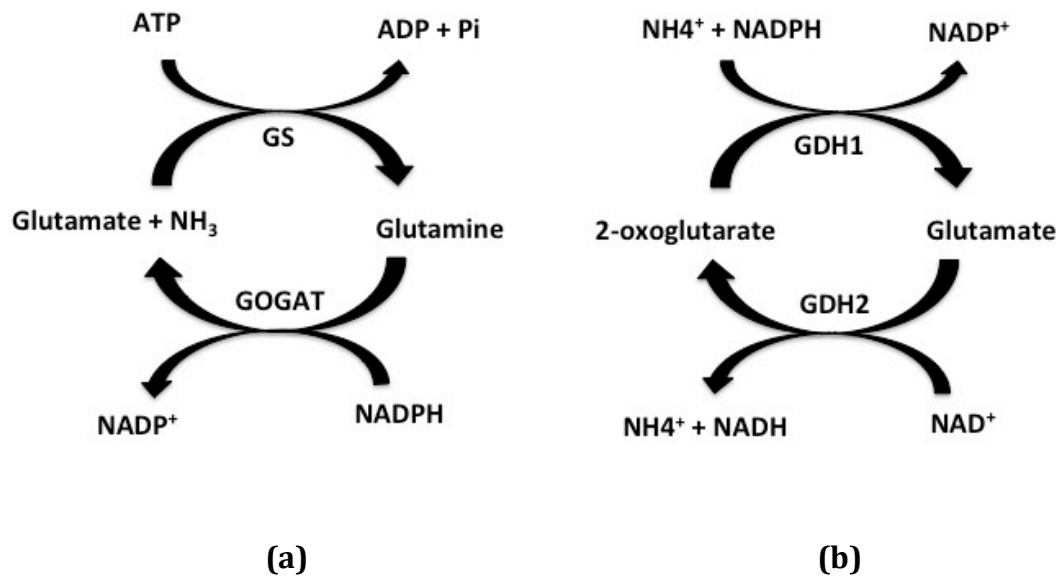 ATP
ADP + Pi
GS
Glutamate + NH₃
Glutamine
GOGAT
NADP⁺
NADPH
(a)
NH4⁺ + NADPH
NADP⁺
GDH1
2-oxoglutarate
Glutamate
GDH2
NH4⁺ + NADH
NAD⁺
(b)